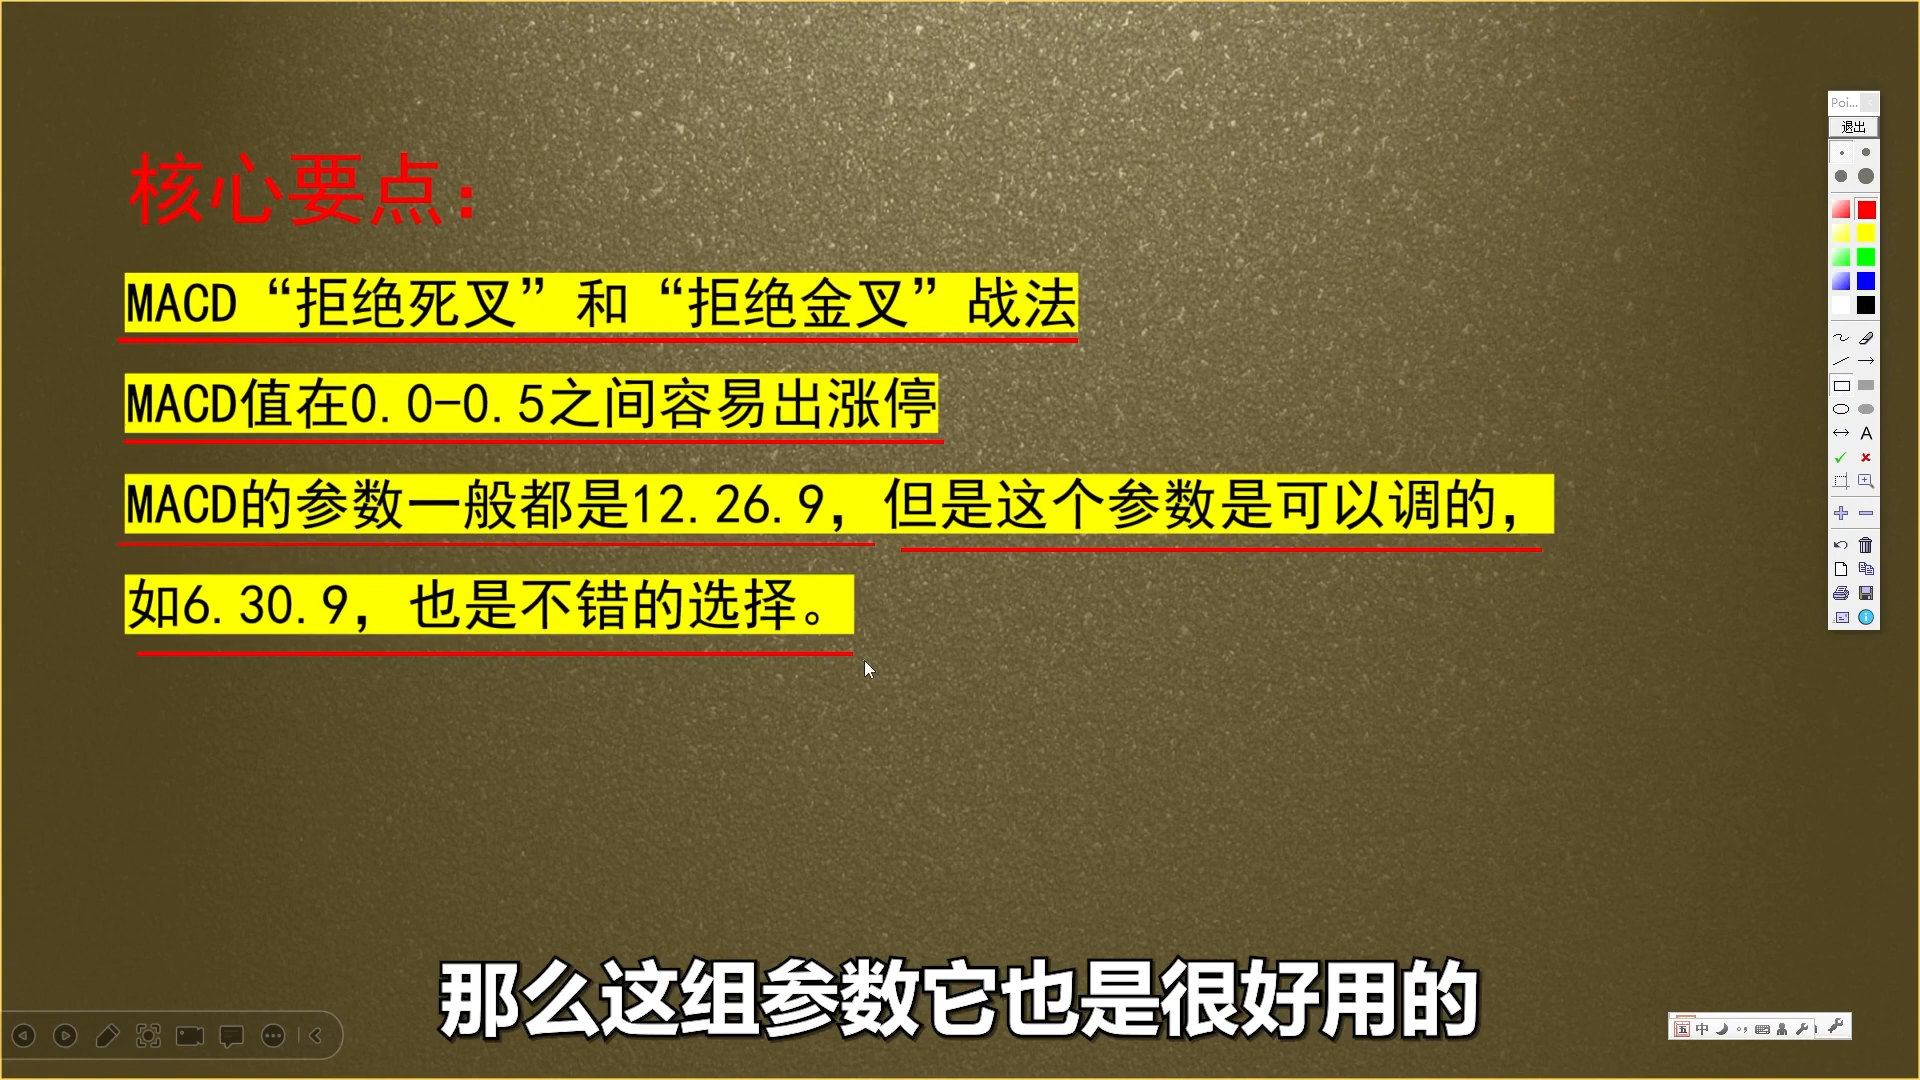 核心要点:
MACD“拒绝死叉”和“拒绝金叉”战法
MACD值在0.0-0.5之间容易出涨停
MACD的参数一般都是12.26.9，但是这个参数是可以调的，
如6.30.9，也是不错的选择。
那么这组参数它也是很好用的
Poi...
退出
A
五 中